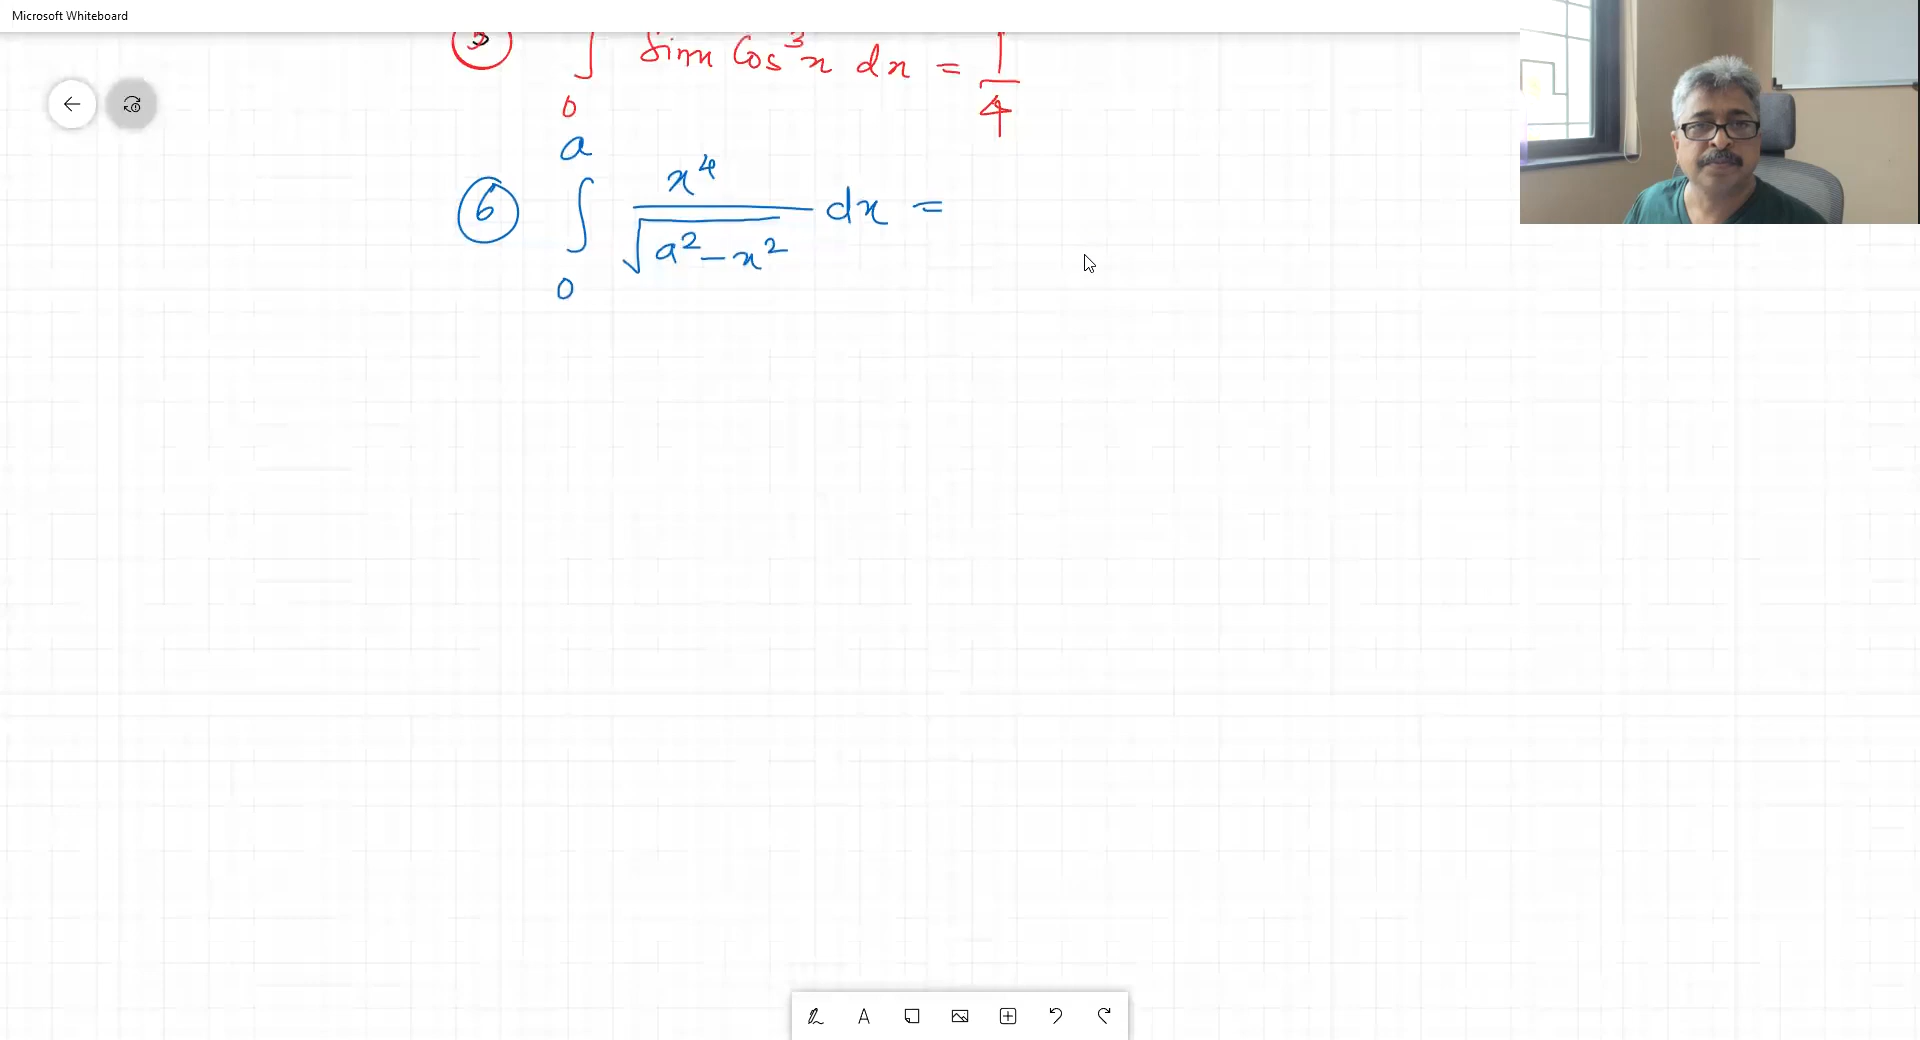 Microsoft Whiteboard
5 ∫ Sinx Cos³x dx = 1/4
0
a
6 ∫ x⁴/√(a²-x²) dx =
0
A